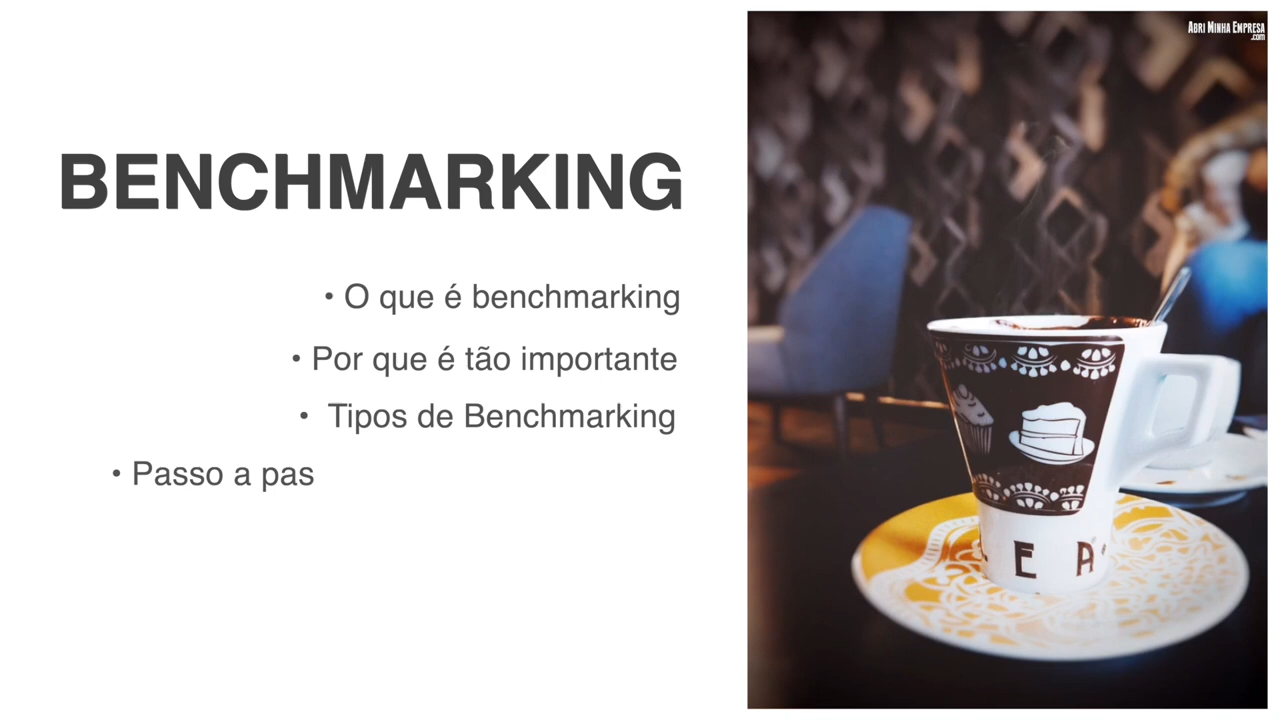 ABRI MINHA EMPRESA
.com
BENCHMARKING
• O que é benchmarking
• Por que é tão importante
• Tipos de Benchmarking
• Passo a pas
E A